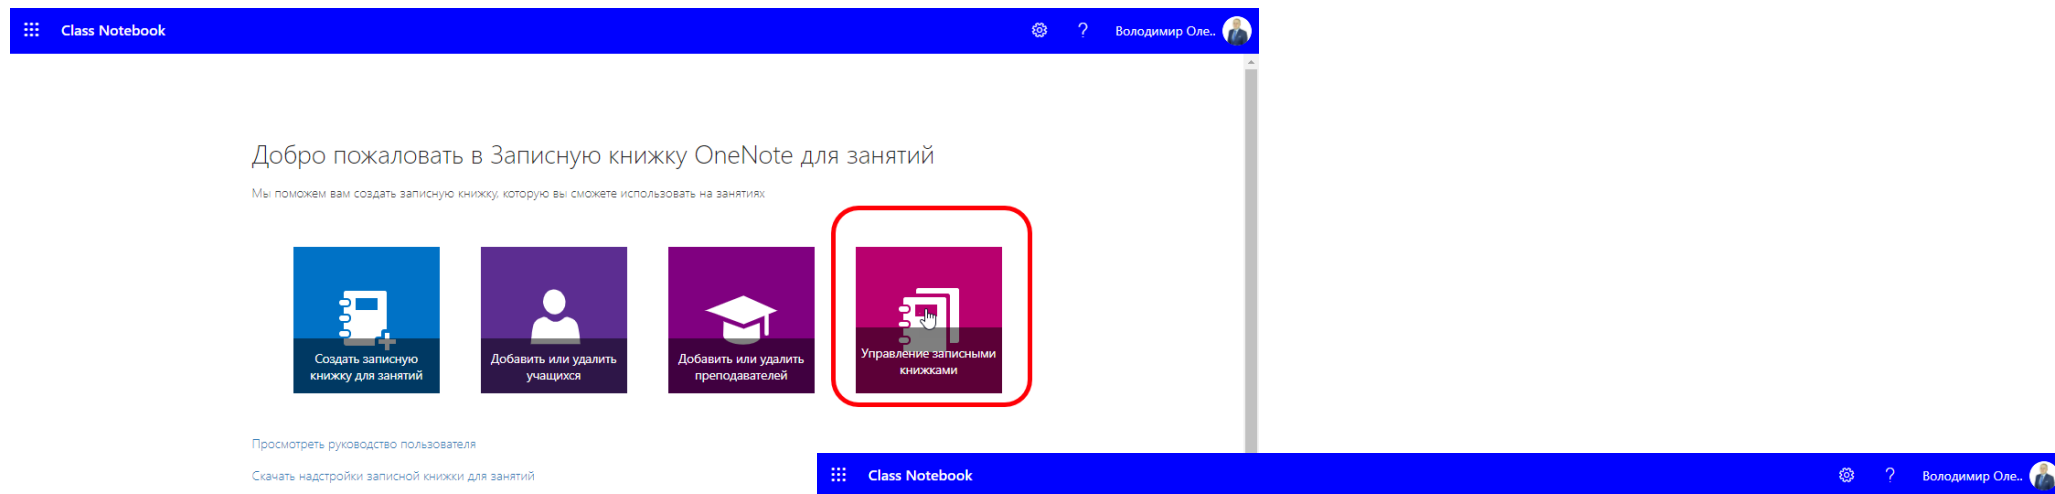 Class Notebook
? Володимир Оле..
Добро пожаловать в Записную книжку OneNote для занятий
Мы поможем вам создать записную книжку, которую вы сможете использовать на занятиях
Создать записную
книжку для занятий
Добавить или удалить
учащихся
Добавить или удалить
преподавателей
Управление записными
книжками
Просмотреть руководство пользователя
Скачать надстройки записной книжки для занятий
Class Notebook
? Володимир Оле..